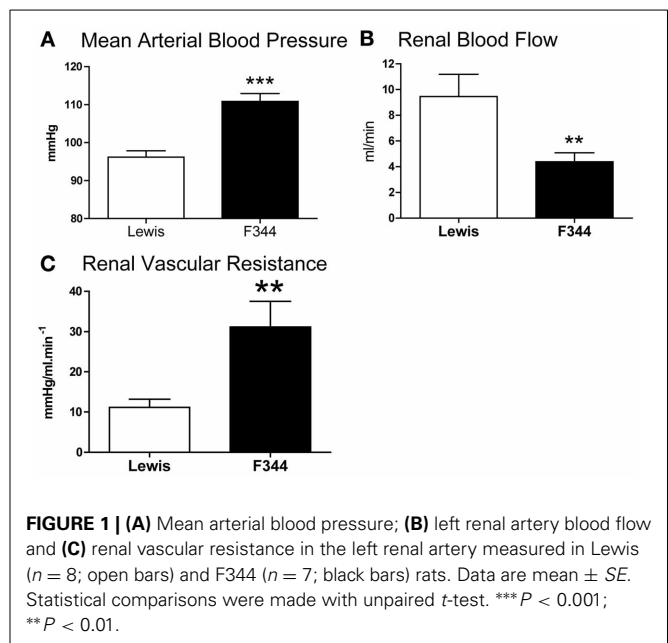 A Mean Arterial Blood Pressure
***
120
110
100
90
80
mmHg
Lewis F344
B Renal Blood Flow
12
10
8
6
4
2
0
ml/min
**
Lewis F344
C Renal Vascular Resistance
**
40
30
20
10
0
mmHg/ml.min⁻¹
Lewis F344
FIGURE 1 | (A) Mean arterial blood pressure; (B) left renal artery blood flow
and (C) renal vascular resistance in the left renal artery measured in Lewis
(n = 8; open bars) and F344 (n = 7; black bars) rats. Data are mean ± SE.
Statistical comparisons were made with unpaired t-test. ***P < 0.001;
**P < 0.01.